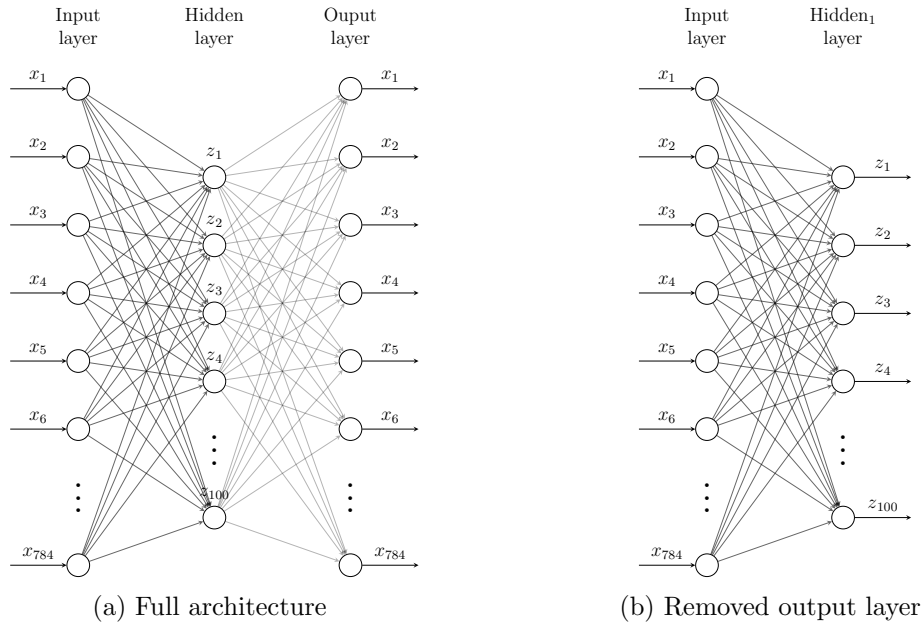 Input
layer
Hidden
layer
Ouput
layer
x1
x2
x3
x4
x5
x6
x784
z1
z2
z3
z4
z100
x1
x2
x3
x4
x5
x6
x784
(a) Full architecture
Input
layer
Hidden1
layer
x1
x2
x3
x4
x5
x6
x784
z1
z2
z3
z4
z100
(b) Removed output layer